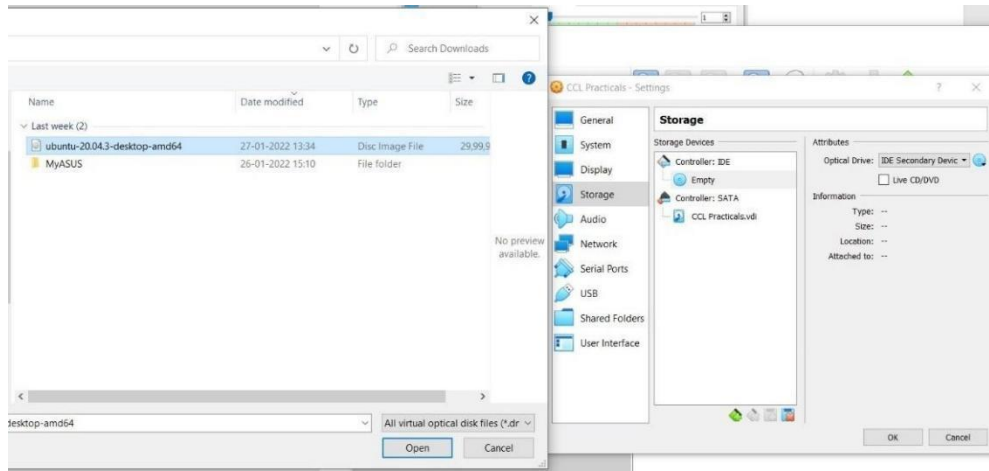 1
Search Downloads
Name Date modified Type Size
Last week (2)
ubuntu-20.04.3-desktop-amd64 27-01-2022 13:34 Disc Image File 29,99,9
MyASUS 26-01-2022 15:10 File folder
No preview
available.
desktop-amd64 All virtual optical disk files (*.dr
Open Cancel
CCL Practicals - Settings
General
System
Display
Storage
Audio
Network
Serial Ports
USB
Shared Folders
User Interface
Storage
Storage Devices
Controller: IDE
Empty
Controller: SATA
CCL Practicals.vdi
Attributes
Optical Drive: IDE Secondary Devic
Live CD/DVD
Information
Type: --
Size: --
Location: --
Attached to: --
OK Cancel